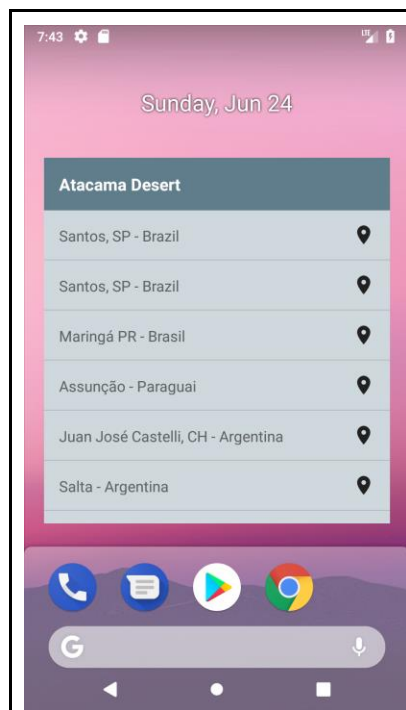 7:43
LTE
Sunday, Jun 24
Atacama Desert
Santos, SP - Brazil
Santos, SP - Brazil
Maringá PR - Brasil
Assunção - Paraguai
Juan José Castelli, CH - Argentina
Salta - Argentina
G